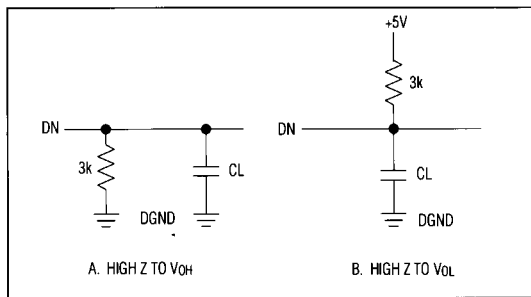 +5V
3k
DN
DN
3k
CL
CL
DGND
DGND
A. HIGH Z TO VOH
B. HIGH Z TO VOL